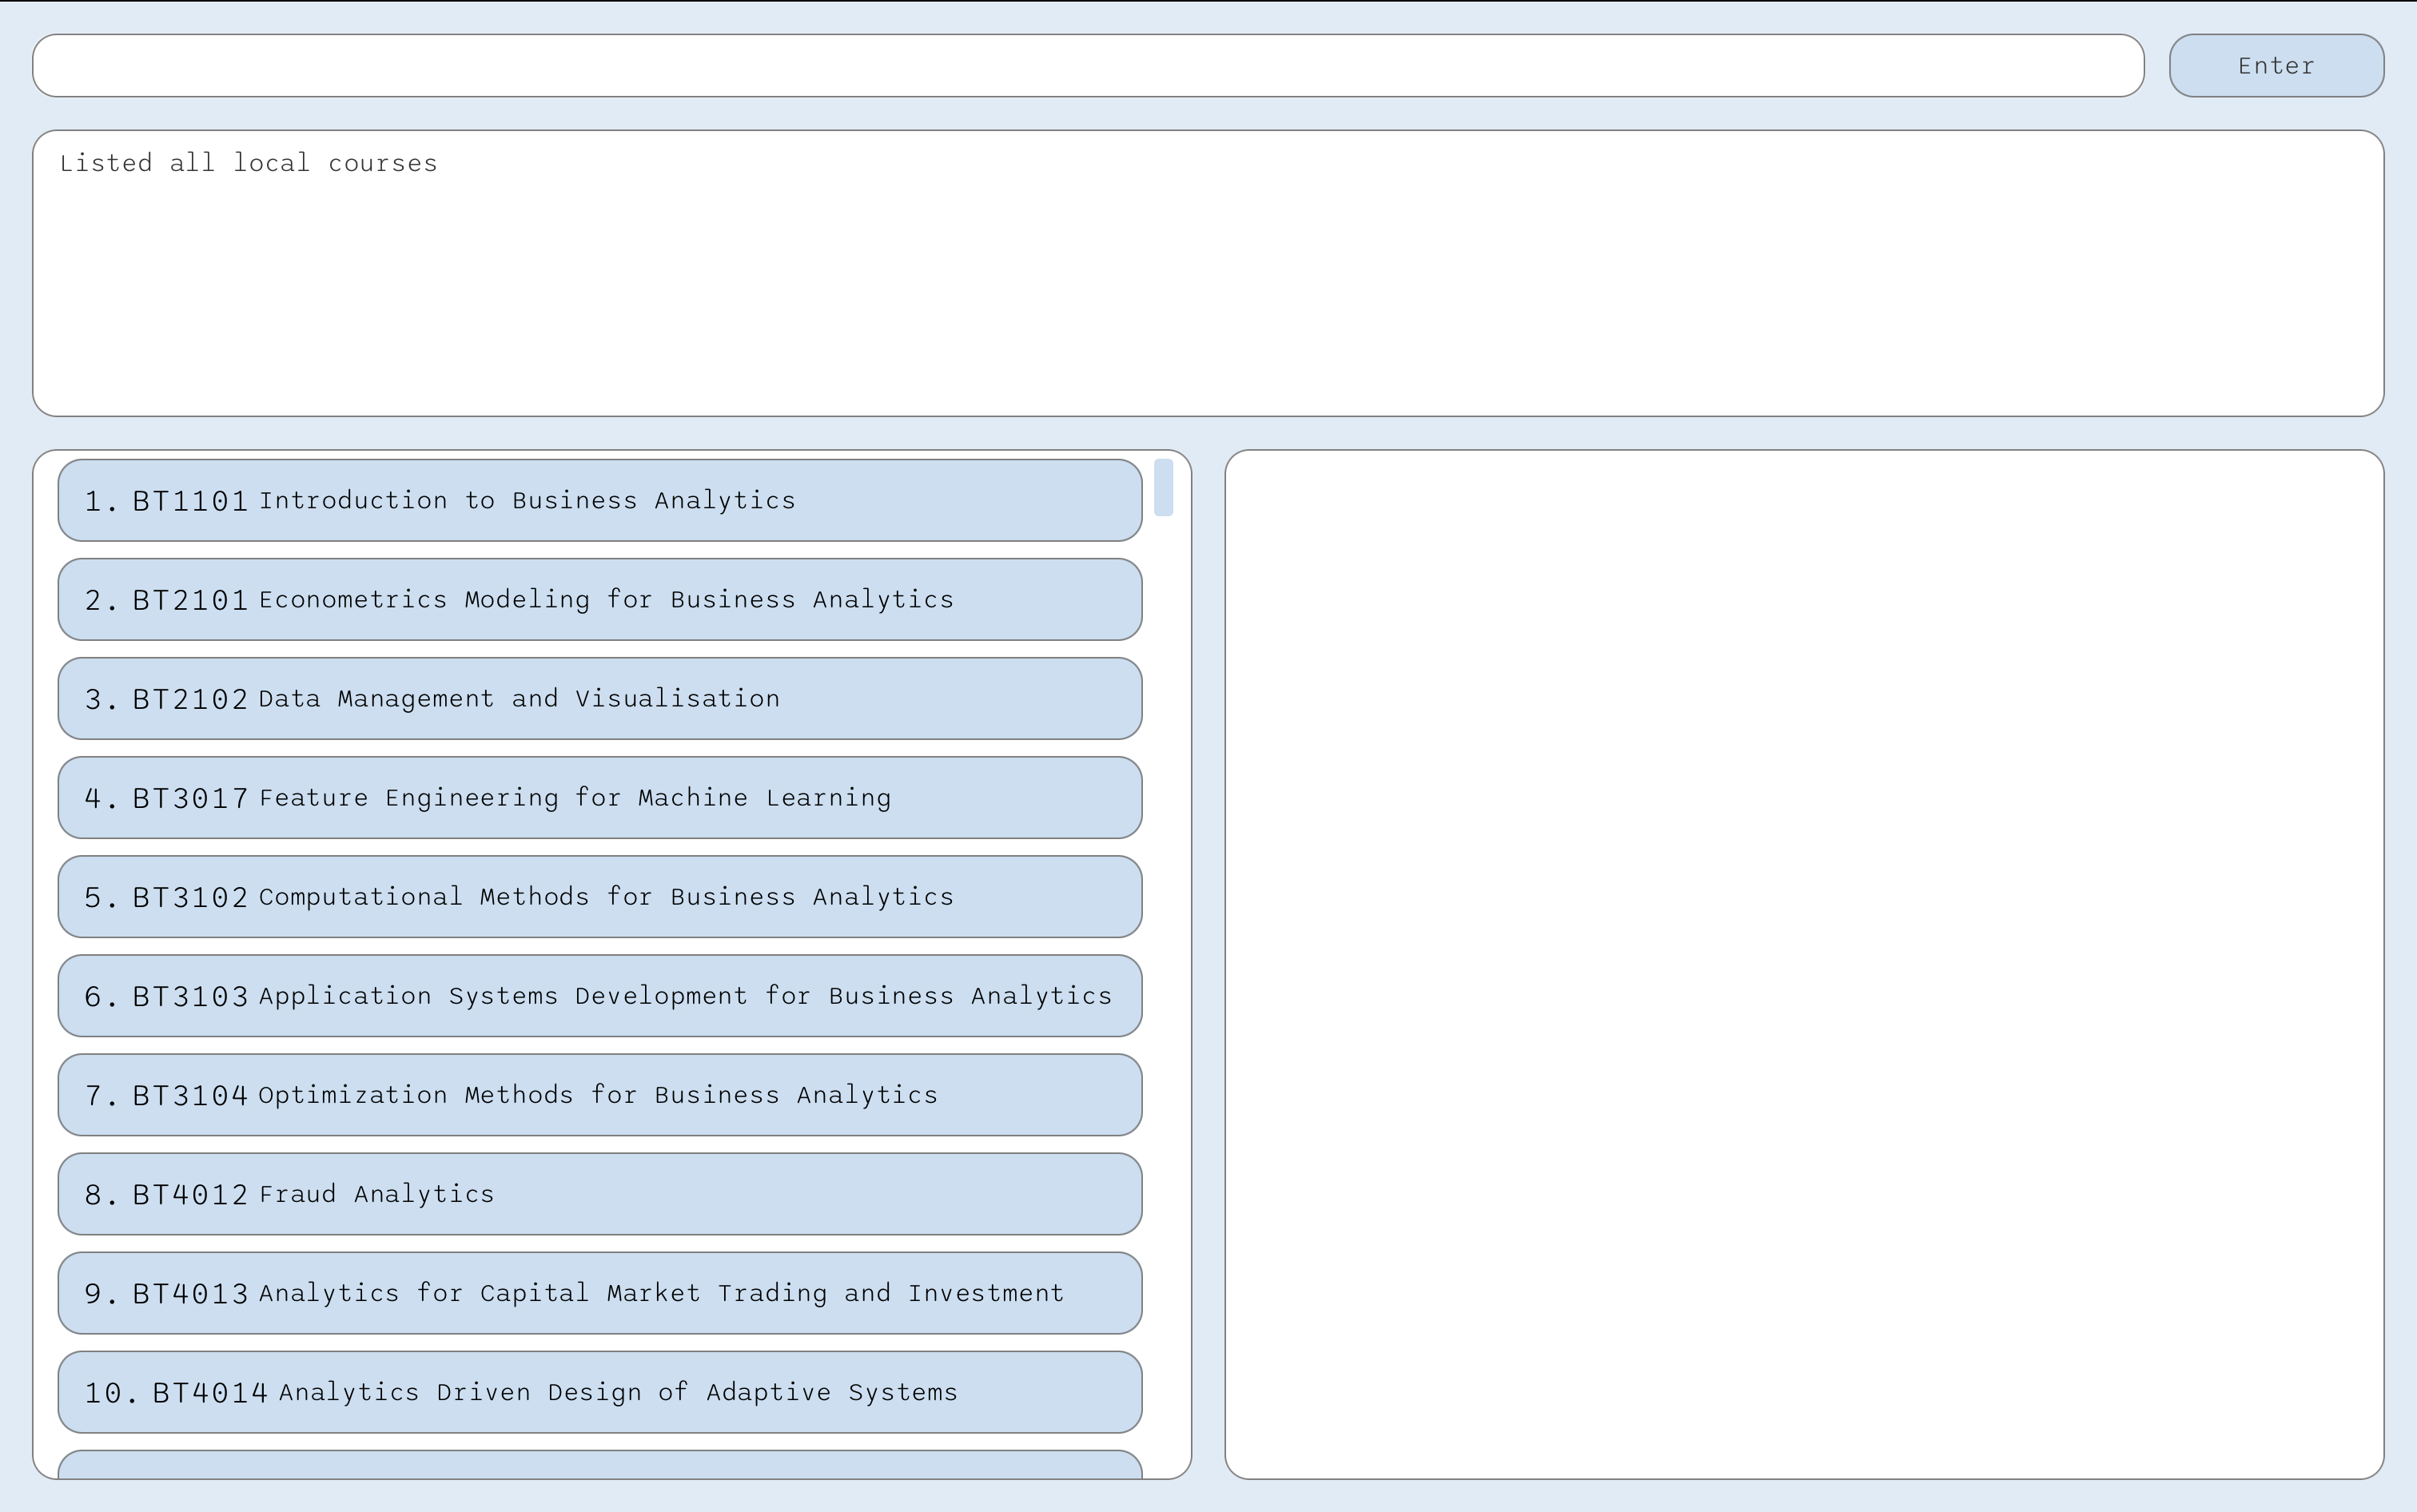 Enter
Listed all local courses
1. BT1101 Introduction to Business Analytics
2. BT2101 Econometrics Modeling for Business Analytics
3. BT2102 Data Management and Visualisation
4. BT3017 Feature Engineering for Machine Learning
5. BT3102 Computational Methods for Business Analytics
6. BT3103 Application Systems Development for Business Analytics
7. BT3104 Optimization Methods for Business Analytics
8. BT4012 Fraud Analytics
9. BT4013 Analytics for Capital Market Trading and Investment
10. BT4014 Analytics Driven Design of Adaptive Systems